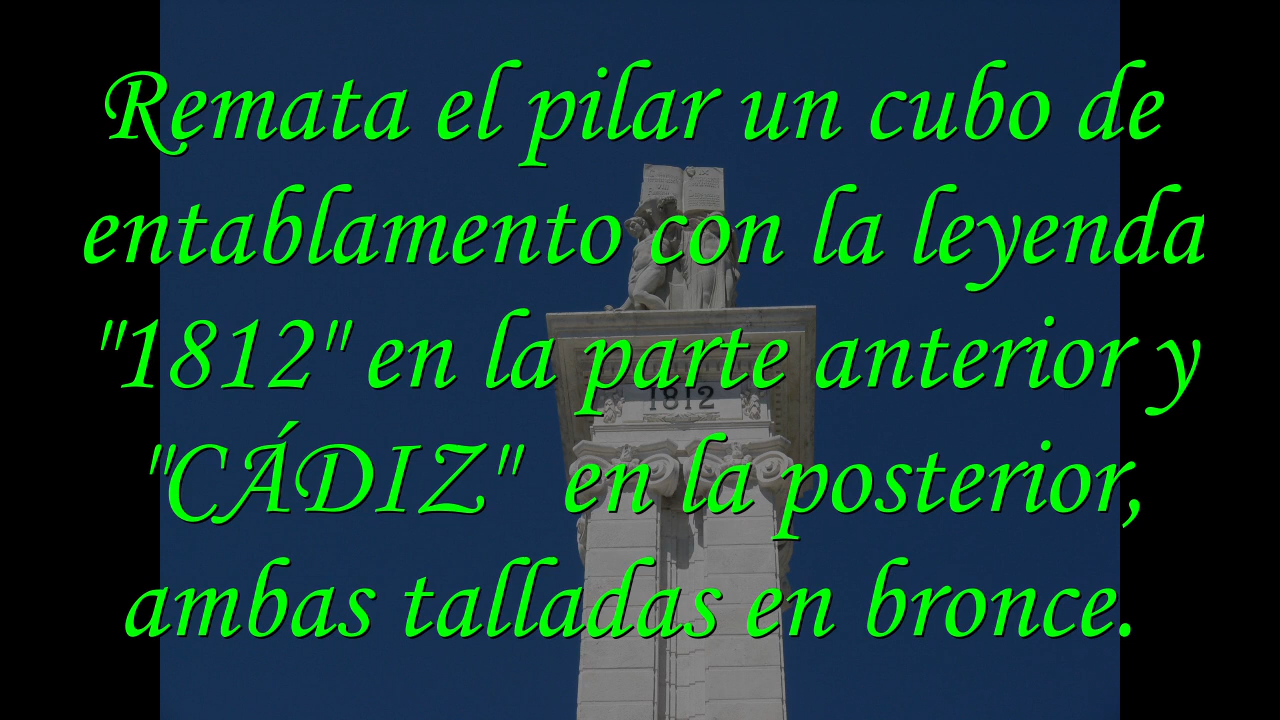 Remata el pilar un cubo de
entablamento con la leyenda
"1812" en la parte anterior y
"CÁDIZ" en la posterior,
ambas talladas en bronce.
1812